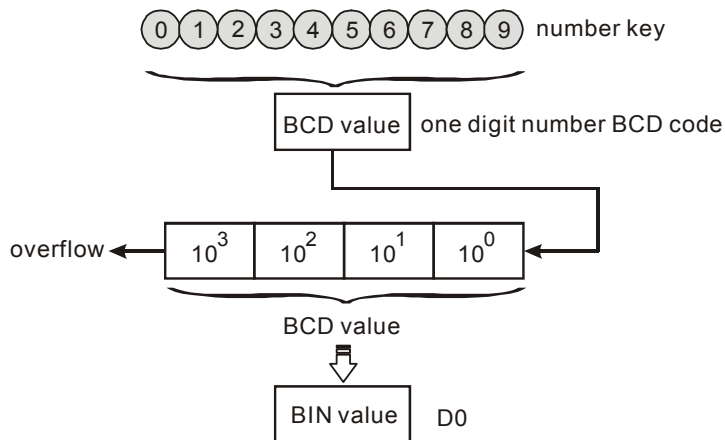 0 1 2 3 4 5 6 7 8 9 number key
BCD value one digit number BCD code
overflow 10^3 10^2 10^1 10^0
BCD value
BIN value D0